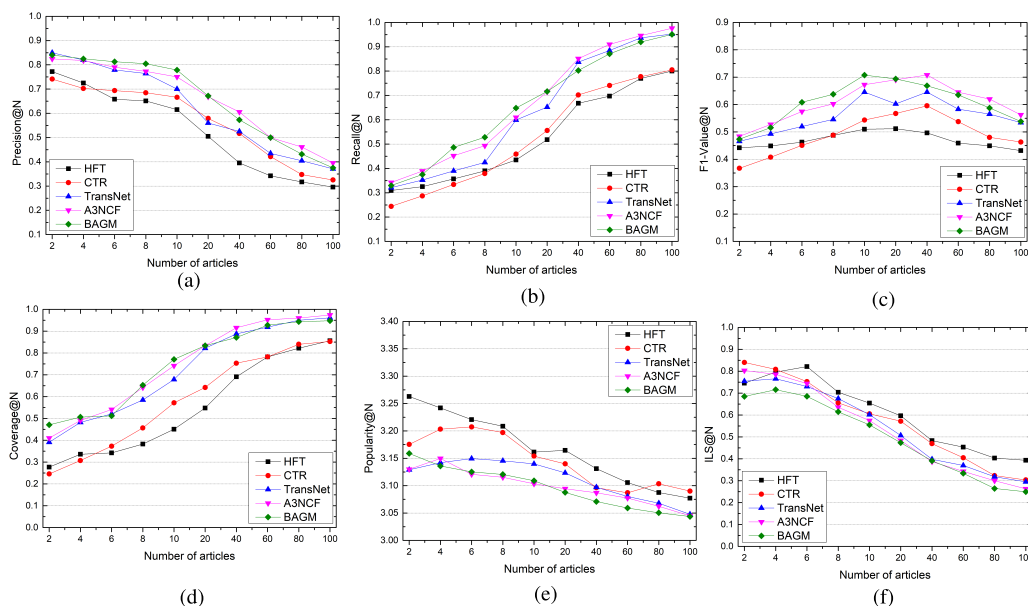 1.0
0.9
0.8
0.7
0.6
0.5
0.4
0.3
0.2
0.1
Precision@N
HFT
CTR
TransNet
A3NCF
BAGM
2 4 6 8 10 20 40 60 80 100
Number of articles
(a)
1.0
0.9
0.8
0.7
0.6
0.5
0.4
0.3
0.2
0.1
Recall@N
HFT
CTR
TransNet
A3NCF
BAGM
2 4 6 8 10 20 40 60 80 100
Number of articles
(b)
0.9
0.8
0.7
0.6
0.5
0.4
0.3
0.2
0.1
F1-Value@N
HFT
CTR
TransNet
A3NCF
BAGM
2 4 6 8 10 20 40 60 80 100
Number of articles
(c)
1.0
0.9
0.8
0.7
0.6
0.5
0.4
0.3
0.2
0.1
0.0
Coverage@N
HFT
CTR
TransNet
A3NCF
BAGM
2 4 6 8 10 20 40 60 80 100
Number of articles
(d)
3.40
3.35
3.30
3.25
3.20
3.15
3.10
3.05
3.00
Popularity@N
HFT
CTR
TransNet
A3NCF
BAGM
2 4 6 8 10 20 40 60 80 100
Number of articles
(e)
1.0
0.9
0.8
0.7
0.6
0.5
0.4
0.3
0.2
0.1
0.0
ILS@N
HFT
CTR
TransNet
A3NCF
BAGM
2 4 6 8 10 20 40 60 80 100
Number of articles
(f)